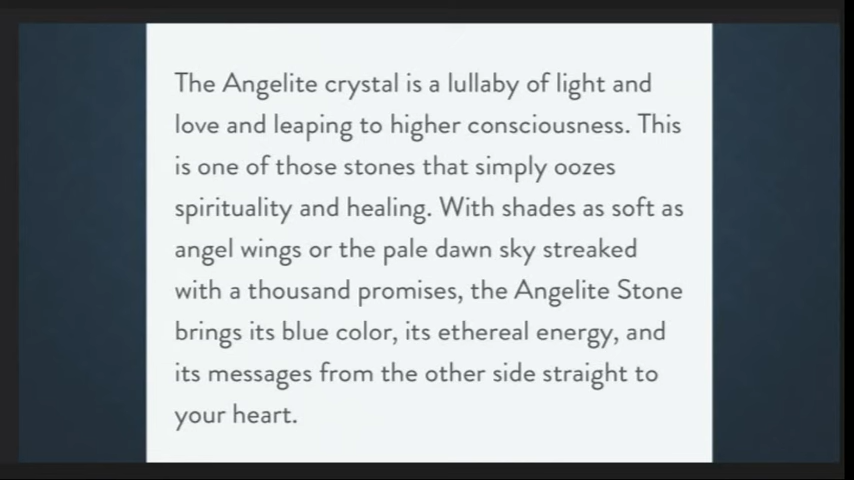 The Angelite crystal is a lullaby of light and
love and leaping to higher consciousness. This
is one of those stones that simply oozes
spirituality and healing. With shades as soft as
angel wings or the pale dawn sky streaked
with a thousand promises, the Angelite Stone
brings its blue color, its ethereal energy, and
its messages from the other side straight to
your heart.